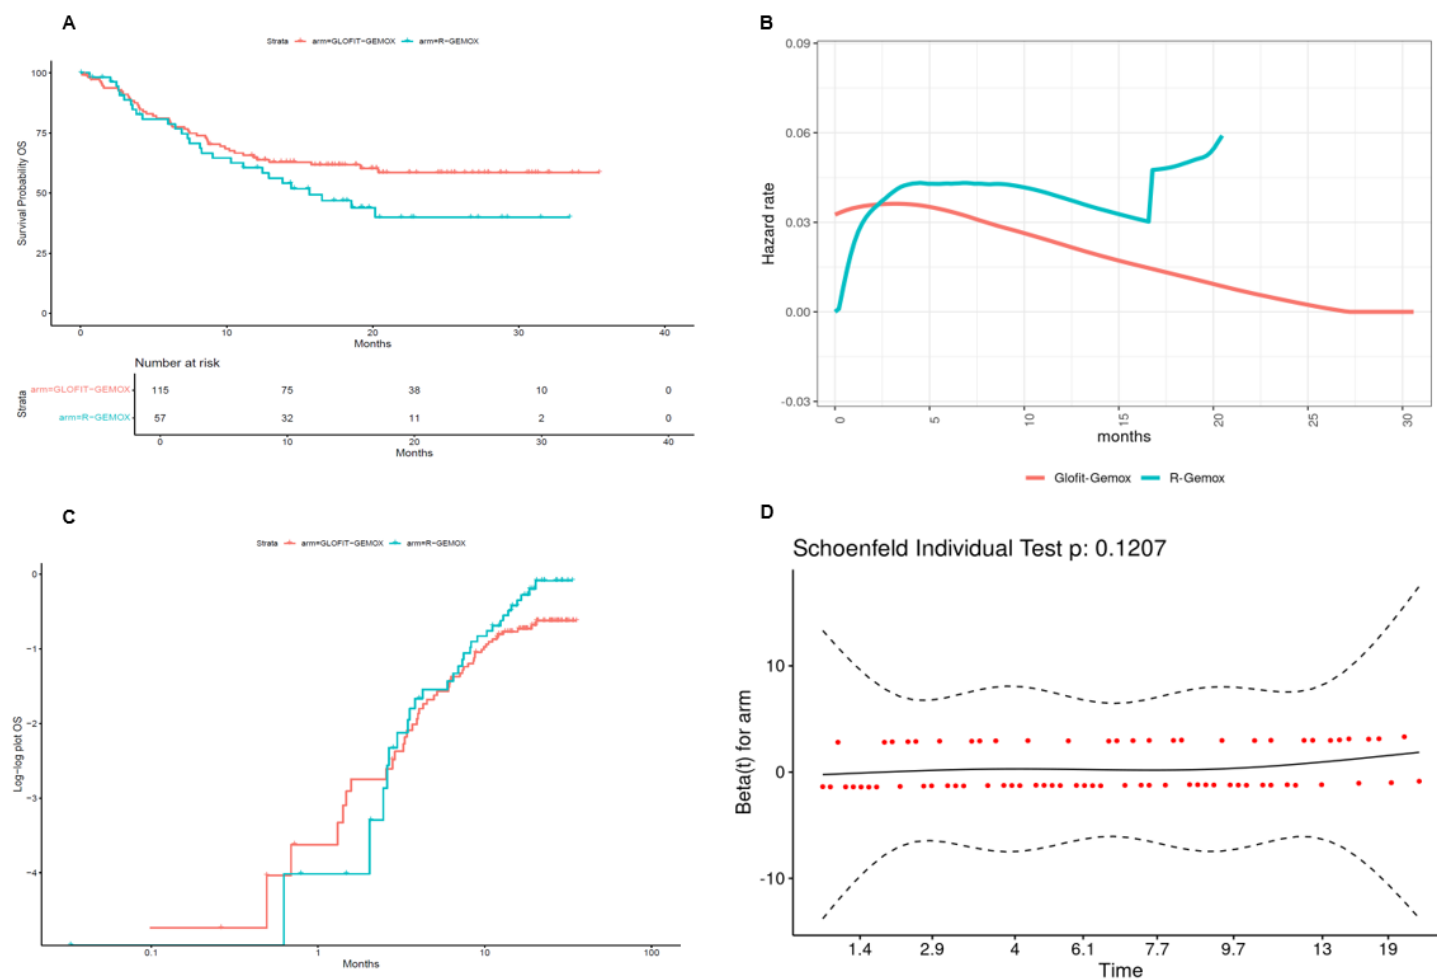 A
Strata arm=GLOFIT-GEMOX arm=R-GEMOX
Survival Probability OS
100
75
50
25
0
0 10 20 30 40
Months
Number at risk
Strata
arm=GLOFIT-GEMOX 115 75 38 10 0
arm=R-GEMOX 57 32 11 2 0
0 10 20 30 40
Months
B
Hazard rate
0.09
0.06
0.03
0.00
-0.03
0 5 10 15 20 25 30
months
Glofit-Gemox R-Gemox
C
Strata arm=GLOFIT-GEMOX arm=R-GEMOX
Log-log plot OS
0
-1
-2
-3
-4
0.1 1 10 100
Months
D
Schoenfeld Individual Test p: 0.1207
Beta(t) for arm
10
0
-10
1.4 2.9 4 6.1 7.7 9.7 13 19
Time